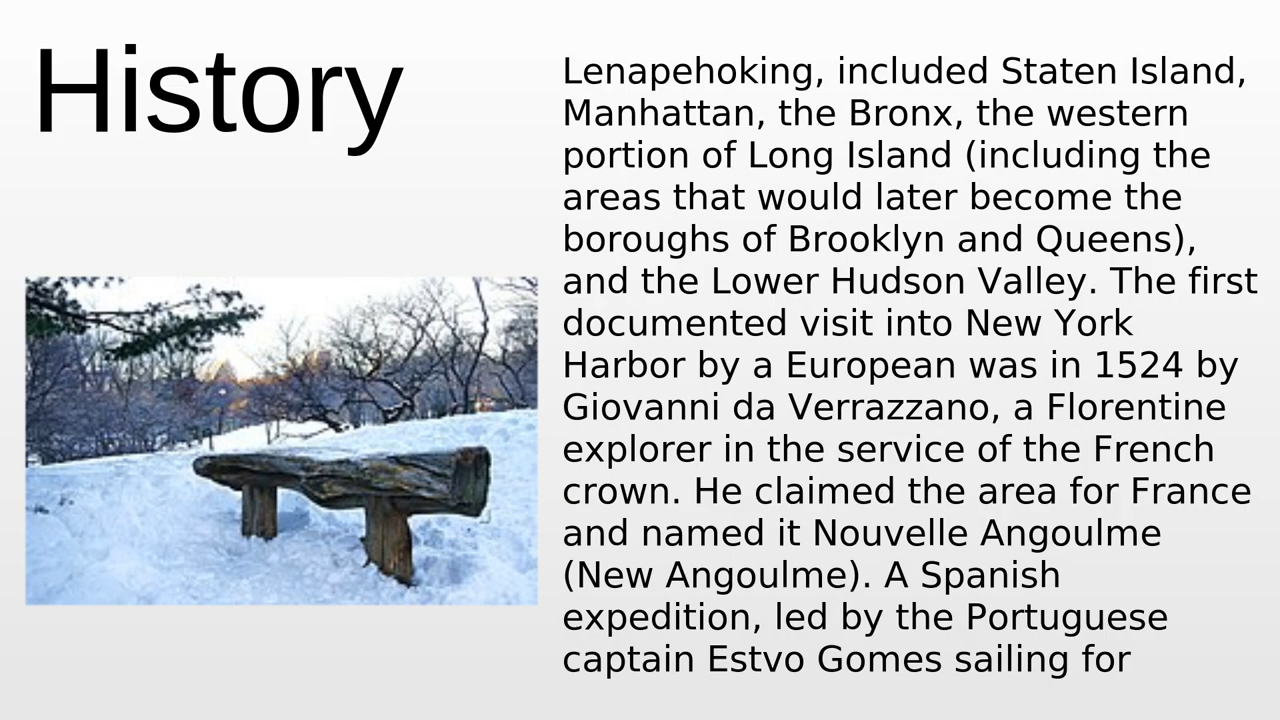 History
Lenapehoking, included Staten Island,
Manhattan, the Bronx, the western
portion of Long Island (including the
areas that would later become the
boroughs of Brooklyn and Queens),
and the Lower Hudson Valley. The first
documented visit into New York
Harbor by a European was in 1524 by
Giovanni da Verrazzano, a Florentine
explorer in the service of the French
crown. He claimed the area for France
and named it Nouvelle Angoulme
(New Angoulme). A Spanish
expedition, led by the Portuguese
captain Estvo Gomes sailing for